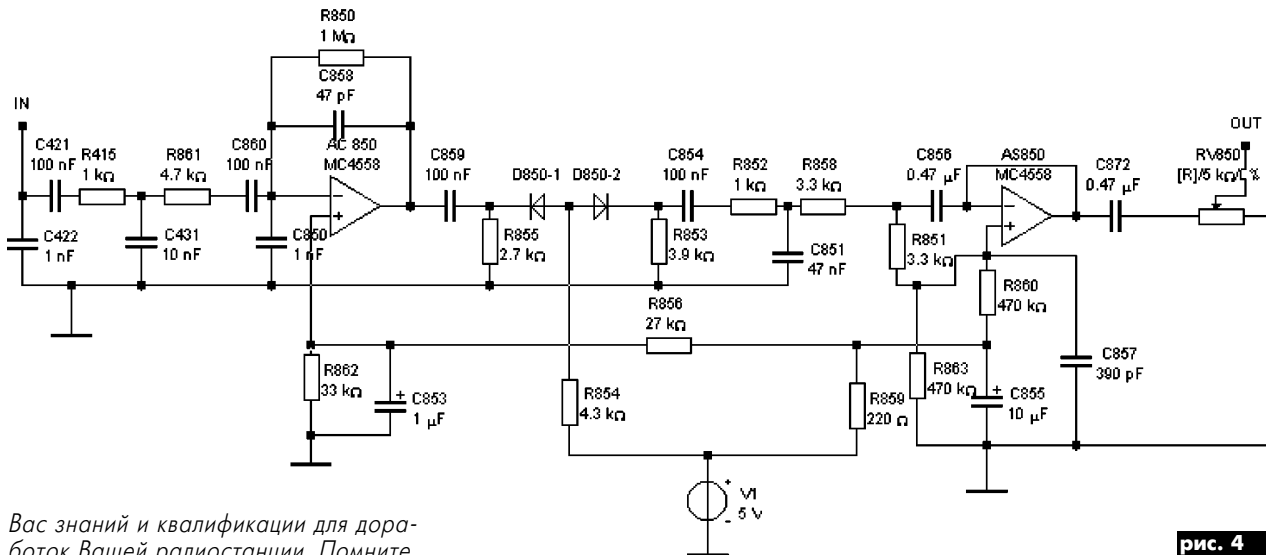 R850
1 MΩ
C858
47 pF
IN
OUT
C421
100 nF
R415
1 kΩ
R861
4.7 kΩ
C860
100 nF
AC 850
MC4558
C859
100 nF
D850-1
D850-2
C854
100 nF
R852
1 kΩ
R858
3.3 kΩ
C856
0.47 µF
AS850
MC4558
C872
0.47 µF
RV850
[R]/5 kΩ/
C422
1 nF
C431
10 nF
C850
1 nF
R855
2.7 kΩ
R853
3.9 kΩ
C851
47 nF
R851
3.3 kΩ
R860
470 kΩ
R856
27 kΩ
R862
33 kΩ
+
C853
1 µF
R854
4.3 kΩ
R859
220 Ω
R863
470 kΩ
+
C855
10 µF
C857
390 pF
+
V1
- 5 V
Вас знаний и квалификации для дора-
боток Вашей радиостанции. Помните
рис. 4